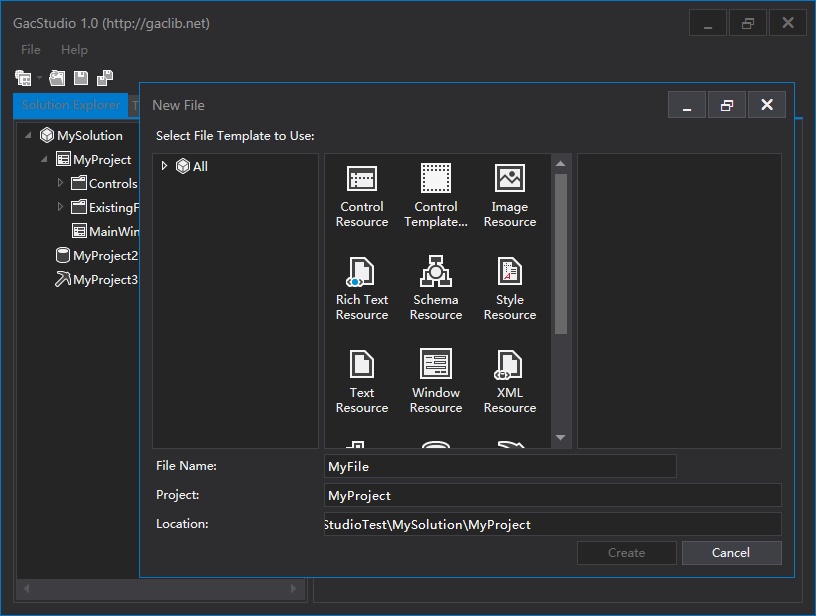 GacStudio 1.0 (http://gaclib.net)
File Help
Solution Explorer T
MySolution
MyProject
Controls
ExistingF
MainWin
MyProject2
MyProject3
New File
Select File Template to Use:
All
Control Resource
Control Template...
Image Resource
Rich Text Resource
Schema Resource
Style Resource
Text Resource
Window Resource
XML Resource
File Name: MyFile
Project: MyProject
Location: StudioTest\MySolution\MyProject
Create Cancel